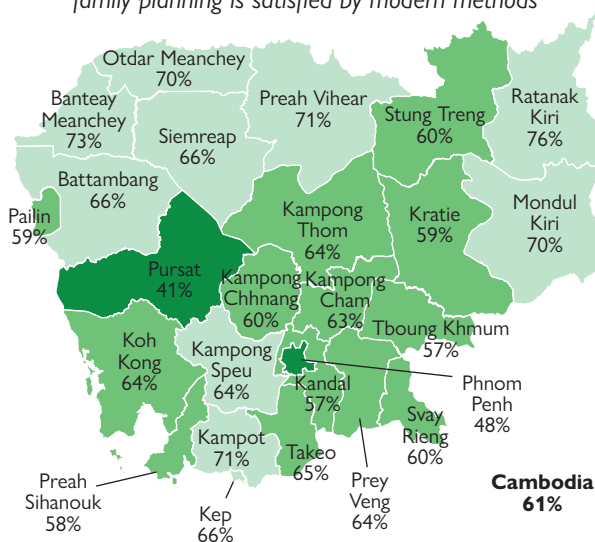 family planning is satisfied by modern methods
Otdar Meanchey
70%
Banteay
Meanchey
73%
Siemreap
66%
Preah Vihear
71%
Stung Treng
60%
Ratanak
Kiri
76%
Battambang
66%
Pailin
59%
Kampong
Thom
64%
Kratie
59%
Mondul
Kiri
70%
Pursat
41%
Kampong
Chhnang
60%
Kampong
Cham
63%
Tboung Khmum
57%
Koh
Kong
64%
Kampong
Speu
64%
Kandal
57%
Phnom
Penh
48%
Svay
Rieng
60%
Kampot
71%
Takeo
65%
Preah
Sihanouk
58%
Kep
66%
Prey
Veng
64%
Cambodia
61%